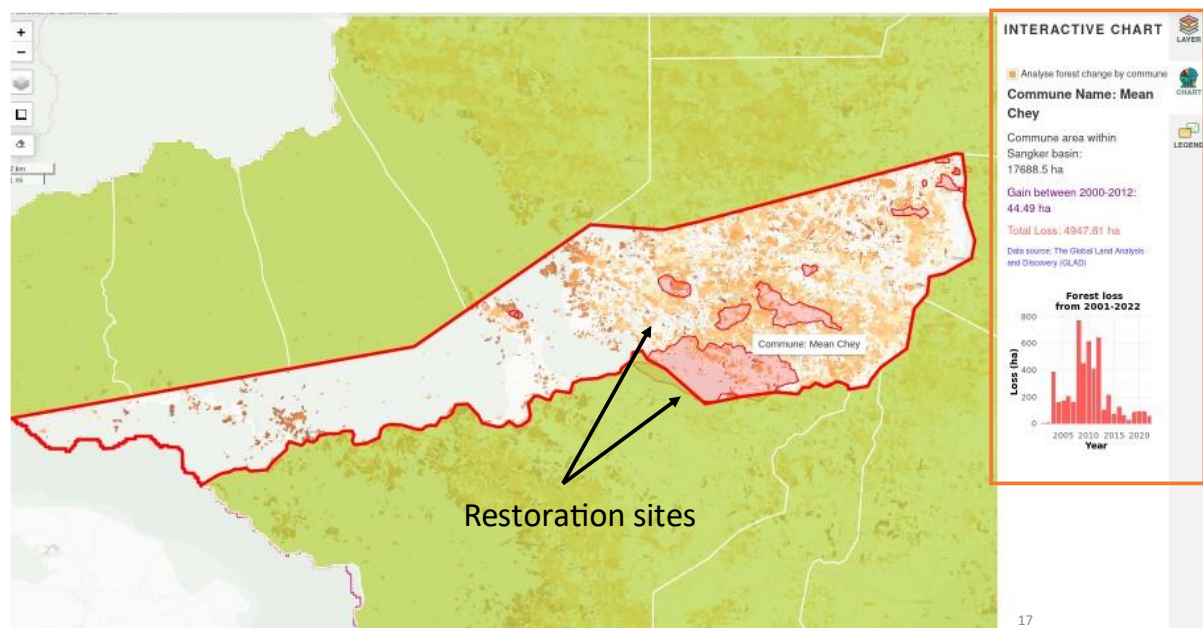 +
−
km
INTERACTIVE CHART
LAYER
Analyse forest change by commune
CHART
Commune Name: Mean
Chey
Commune area within
Sangker basin:
17688.5 ha
LEGEND
Gain between 2000-2012:
44.49 ha
Total Loss: 4947.61 ha
Data source: The Global Land Analysis
and Discovery (GLAD)
Forest loss
from 2001-2022
800
600
400
200
0
Loss (ha)
2005 2010 2015 2020
Year
Commune: Mean Chey
Restoration sites
17